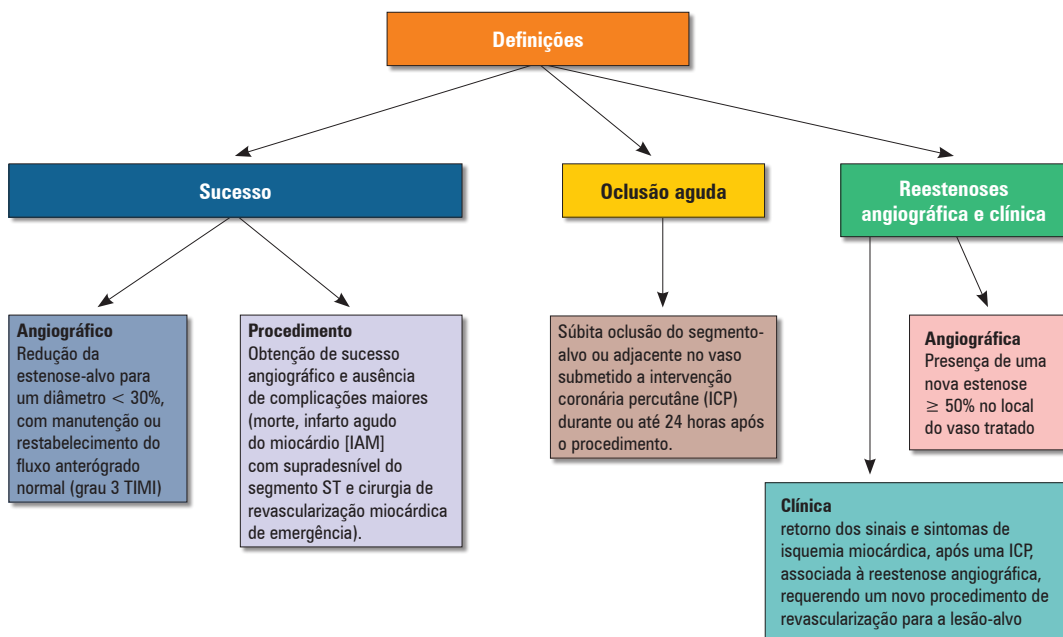 Definições
Sucesso
Oclusão aguda
Reestenoses
angiográfica e clínica
Angiográfico
Redução da
estenose-alvo para
um diâmetro < 30%,
com manutenção ou
restabelecimento do
fluxo anterógrado
normal (grau 3 TIMI)
Procedimento
Obtenção de sucesso
angiográfico e ausência
de complicações maiores
(morte, infarto agudo
do miocárdio [IAM]
com supradesnível do
segmento ST e cirurgia de
revascularização miocárdica
de emergência).
Súbita oclusão do segmento-
alvo ou adjacente no vaso
submetido a intervenção
coronária percutâne (ICP)
durante ou até 24 horas após
o procedimento.
Angiográfica
Presença de uma
nova estenose
≥ 50% no local
do vaso tratado
Clínica
retorno dos sinais e sintomas de
isquemia miocárdica, após uma ICP,
associada à reestenose angiográfica,
requerendo um novo procedimento de
revascularização para a lesão-alvo